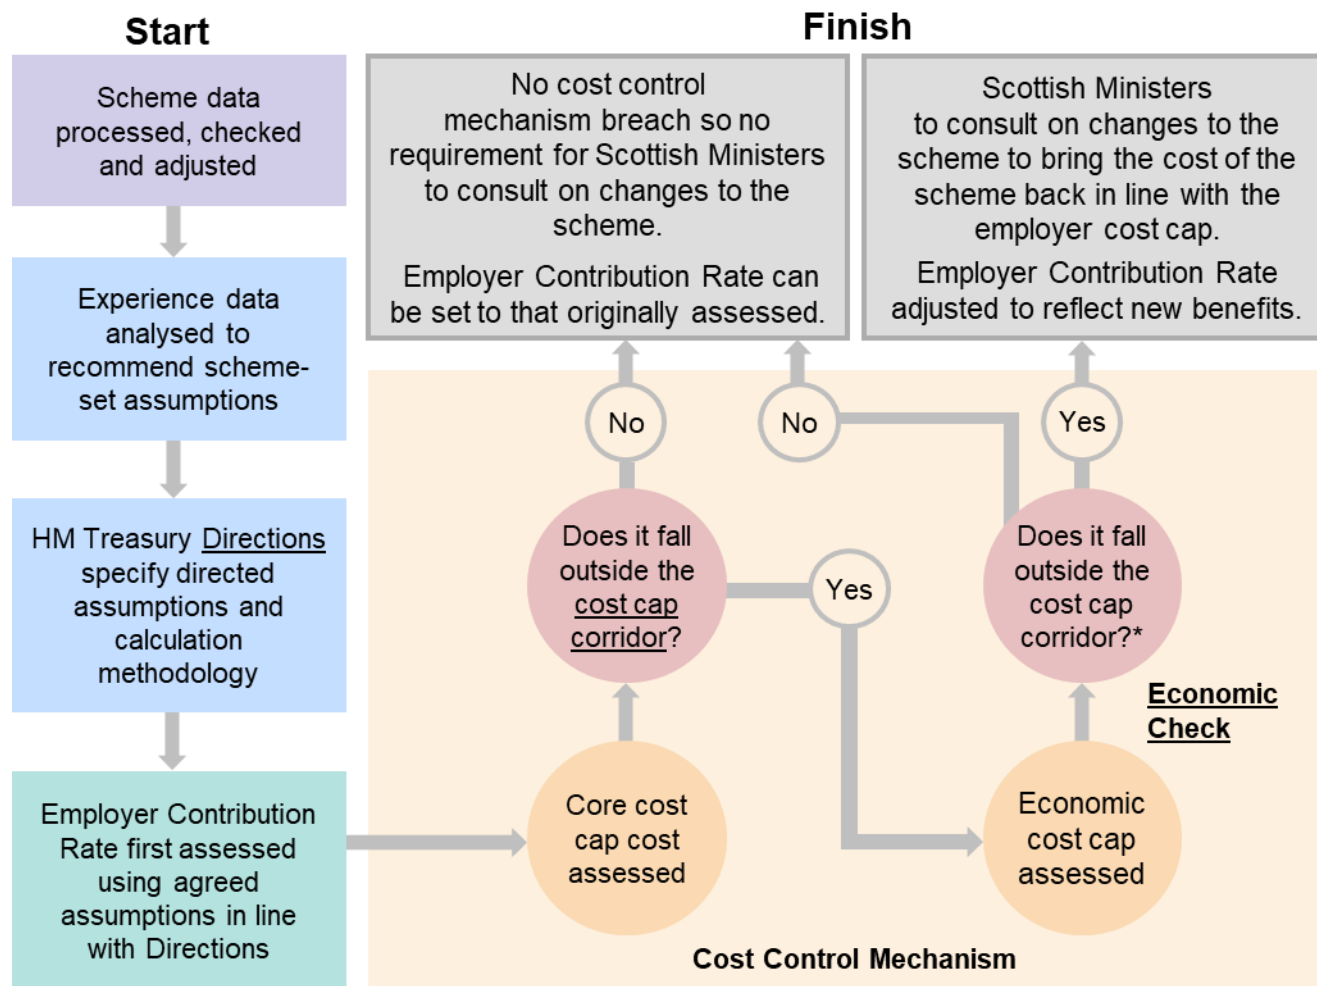 Start
Scheme data
processed, checked
and adjusted
Experience data
analysed to
recommend scheme-
set assumptions
HM Treasury Directions
specify directed
assumptions and
calculation
methodology
Employer Contribution
Rate first assessed
using agreed
assumptions in line
with Directions
Finish
No cost control
mechanism breach so no
requirement for Scottish Ministers
to consult on changes to the
scheme.
Employer Contribution Rate can
be set to that originally assessed.
Scottish Ministers
to consult on changes to the
scheme to bring the cost of the
scheme back in line with the
employer cost cap.
Employer Contribution Rate
adjusted to reflect new benefits.
No
No
Yes
Does it fall
outside the
cost cap
corridor?
Yes
Does it fall
outside the
cost cap
corridor?*
Economic
Check
Core cost
cap cost
assessed
Economic
cost cap
assessed
Cost Control Mechanism